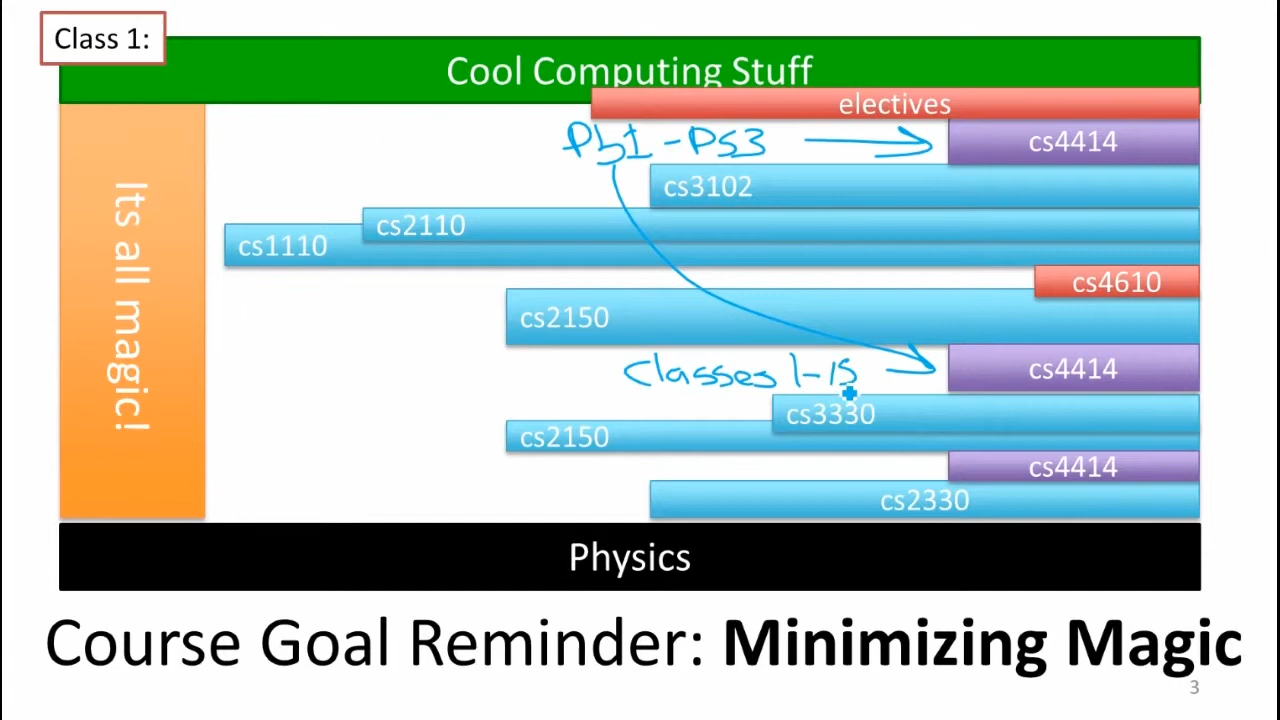 Class 1:
Cool Computing Stuff
electives
PS1 - PS3
cs4414
cs3102
cs2110
cs1110
cs4610
cs2150
Classes 1-15
cs4414
cs3330
cs2150
cs4414
cs2330
Its all magic!
Physics
Course Goal Reminder: Minimizing Magic
3